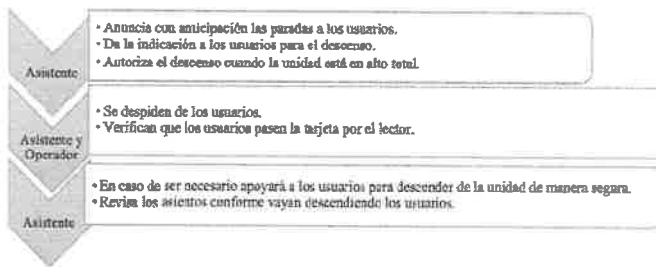 • Anuncia con anticipación las paradas a los usuarios.
• Da la indicación a los usuarios para el descenso.
• Autoriza el descenso cuando la unidad está en alto total.
Asistente
• Se despiden de los usuarios.
• Verifican que los usuarios pasen la tarjeta por el lector.
Asistente y
Operador
• En caso de ser necesario apoyará a los usuarios para descender de la unidad de manera segura.
• Revisa los asientos conforme vayan descendiendo los usuarios.
Asistente